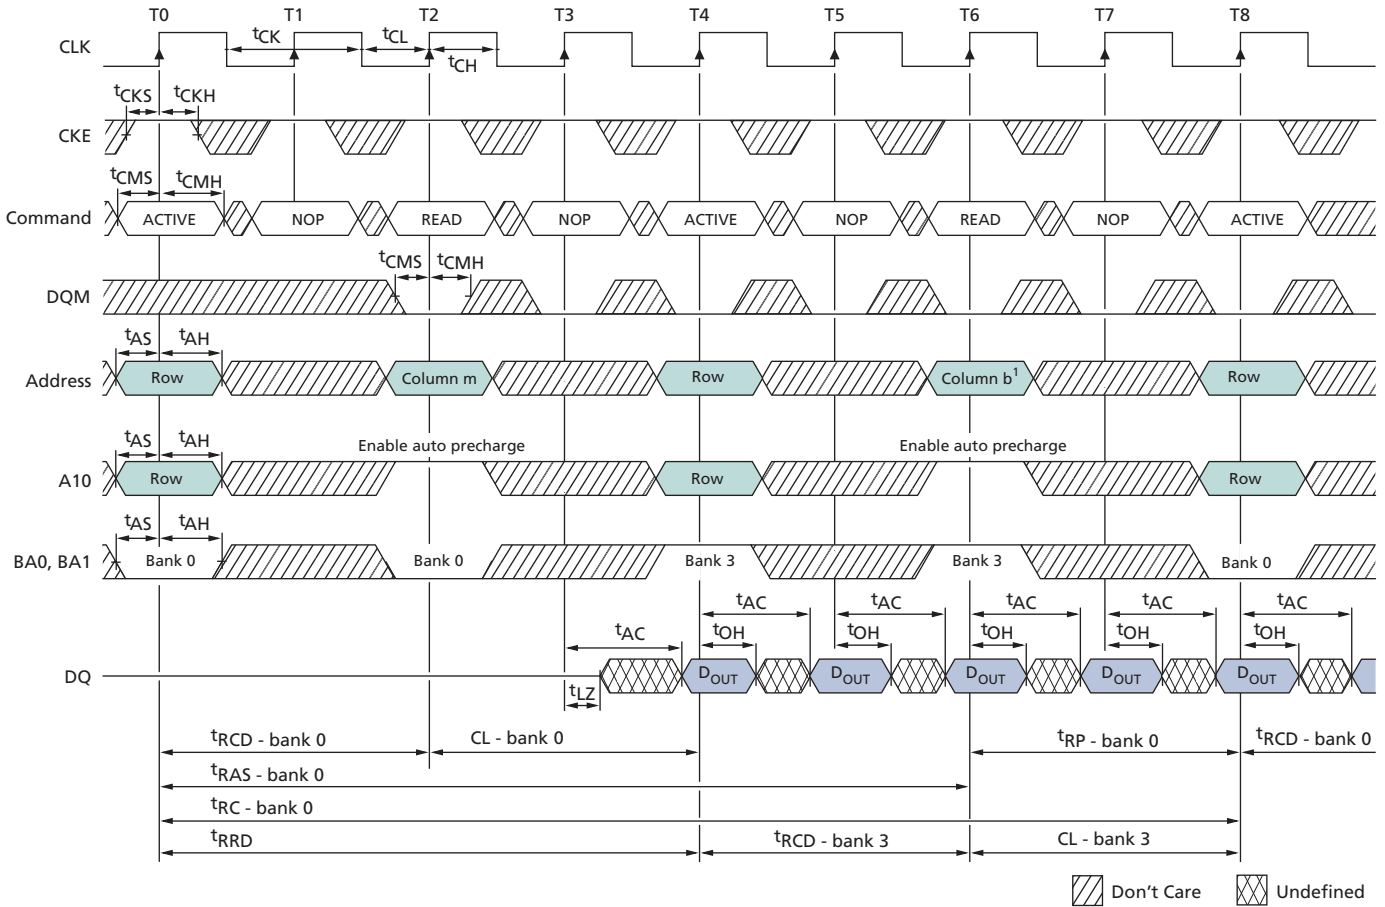 T0 T1 T2 T3 T4 T5 T6 T7 T8
CLK
tCK tCL
tCH
tCKS tCKH
CKE
tCMS tCMH
Command ACTIVE NOP READ NOP ACTIVE NOP READ NOP ACTIVE
tCMS tCMH
DQM
tAS tAH
Address Row Column m Row Column b1 Row
tAS tAH Enable auto precharge Enable auto precharge
A10 Row Row Row
tAS tAH
BA0, BA1 Bank 0 Bank 0 Bank 3 Bank 3 Bank 0
tAC tAC tAC tAC tAC
tAC tOH tOH tOH tOH tOH
DQ DOUT DOUT DOUT DOUT DOUT
tLZ
tRCD - bank 0 CL - bank 0 tRP - bank 0 tRCD - bank 0
tRAS - bank 0
tRC - bank 0
tRRD tRCD - bank 3 CL - bank 3
Don't Care Undefined